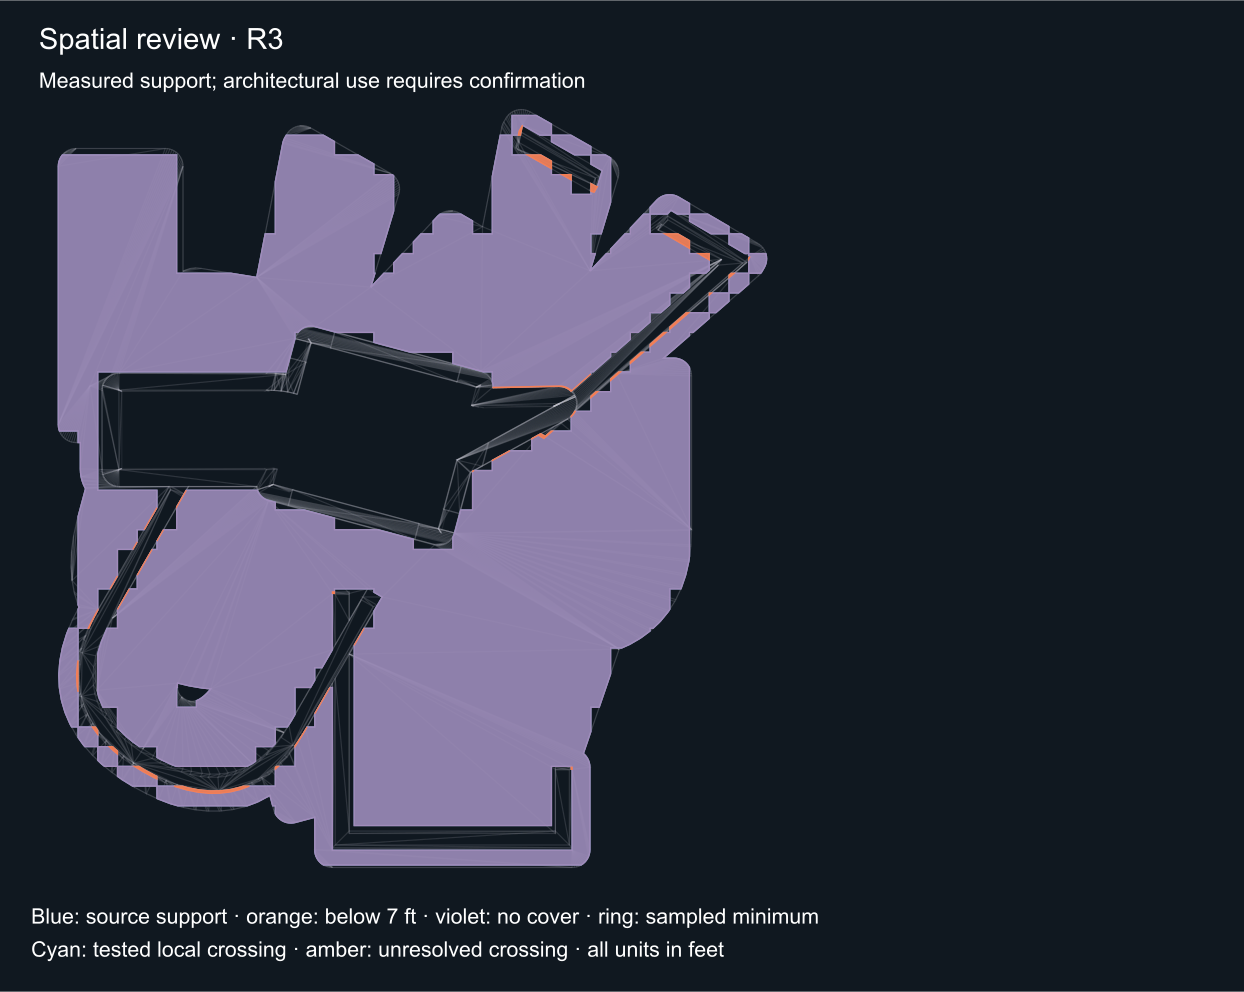 Spatial review · R3
Measured support; architectural use requires confirmation
Blue: source support · orange: below 7 ft · violet: no cover · ring: sampled minimum
Cyan: tested local crossing · amber: unresolved crossing · all units in feet